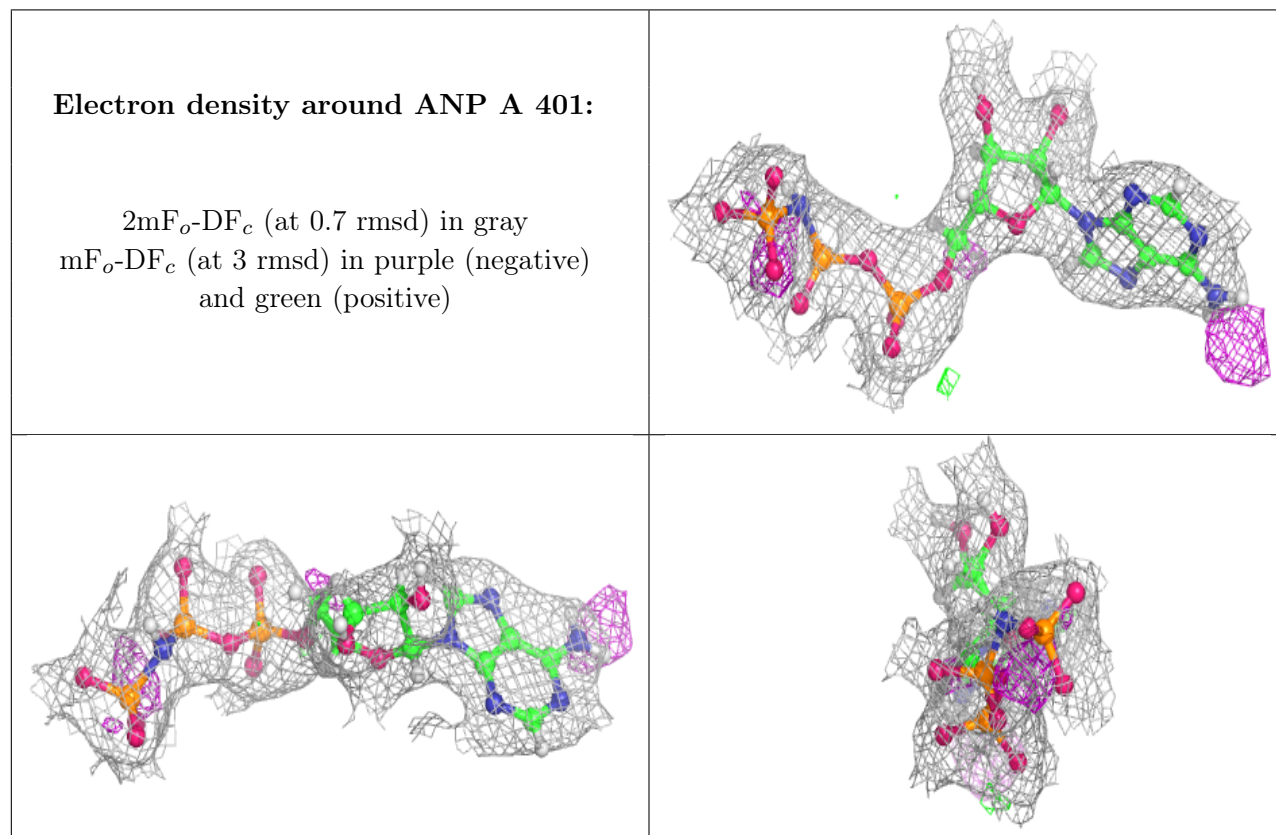 Electron density around ANP A 401:
2mFₒ-DF𝒸 (at 0.7 rmsd) in gray
mFₒ-DF𝒸 (at 3 rmsd) in purple (negative)
and green (positive)